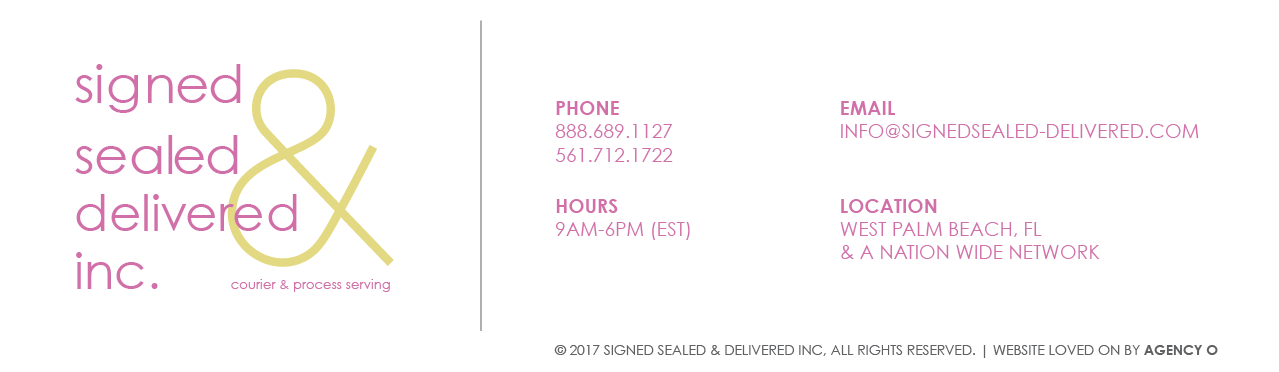 signed
&
sealed
delivered
inc.
courier & process serving
PHONE
888.689.1127
561.712.1722
EMAIL
INFO@SIGNEDSEALED-DELIVERED.COM
HOURS
9AM-6PM (EST)
LOCATION
WEST PALM BEACH, FL
& A NATION WIDE NETWORK
© 2017 SIGNED SEALED & DELIVERED INC, ALL RIGHTS RESERVED. | WEBSITE LOVED ON BY AGENCY O